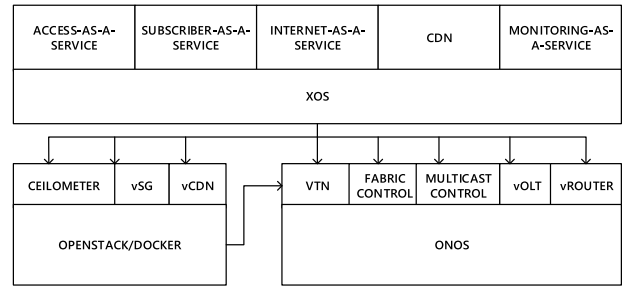 ACCESS-AS-A-
SERVICE
SUBSCRIBER-AS-A-
SERVICE
INTERNET-AS-A-
SERVICE
CDN
MONITORING-AS-
A-SERVICE
XOS
CEILOMETER
vSG
vCDN
VTN
FABRIC
CONTROL
MULTICAST
CONTROL
vOLT
vROUTER
OPENSTACK/DOCKER
ONOS